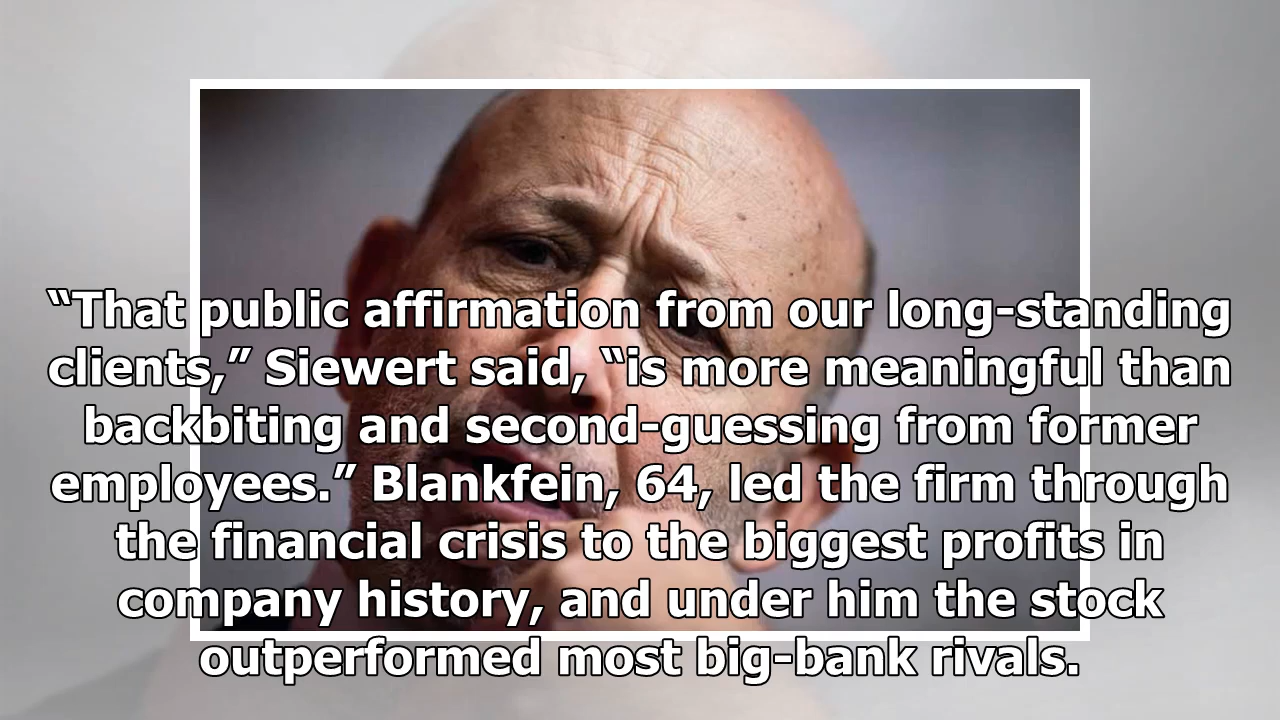 “That public affirmation from our long-standing
clients,” Siewert said, “is more meaningful than
backbiting and second-guessing from former
employees.” Blankfein, 64, led the firm through
the financial crisis to the biggest profits in
company history, and under him the stock
outperformed most big-bank rivals.